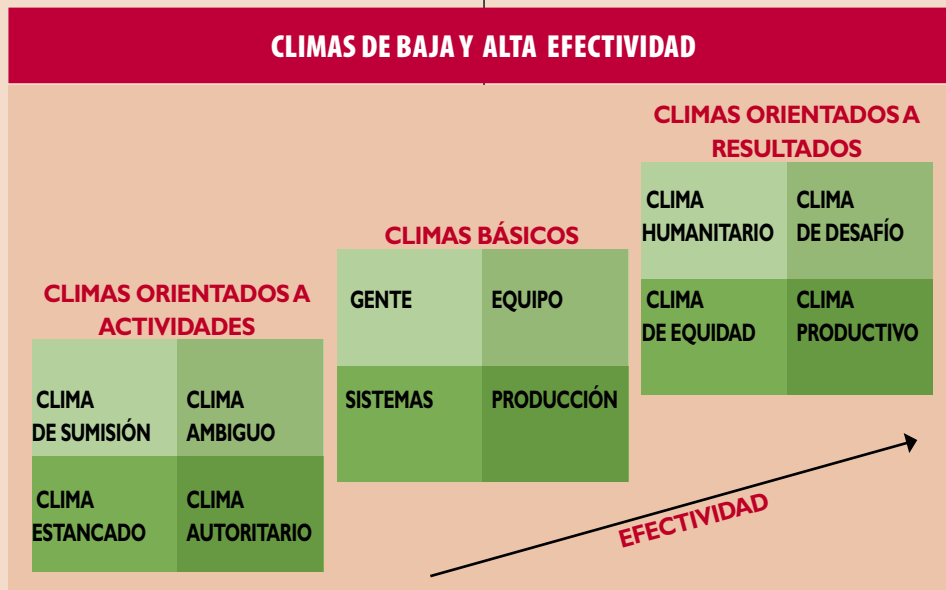 CLIMAS DE BAJA Y ALTA EFECTIVIDAD
CLIMAS ORIENTADOS A
RESULTADOS
CLIMA
HUMANITARIO
CLIMA
DE DESAFÍO
CLIMA
DE EQUIDAD
CLIMA
PRODUCTIVO
CLIMAS BÁSICOS
GENTE
EQUIPO
SISTEMAS
PRODUCCIÓN
CLIMAS ORIENTADOS A
ACTIVIDADES
CLIMA
DE SUMISIÓN
CLIMA
AMBIGUO
CLIMA
ESTANCADO
CLIMA
AUTORITARIO
EFECTIVIDAD